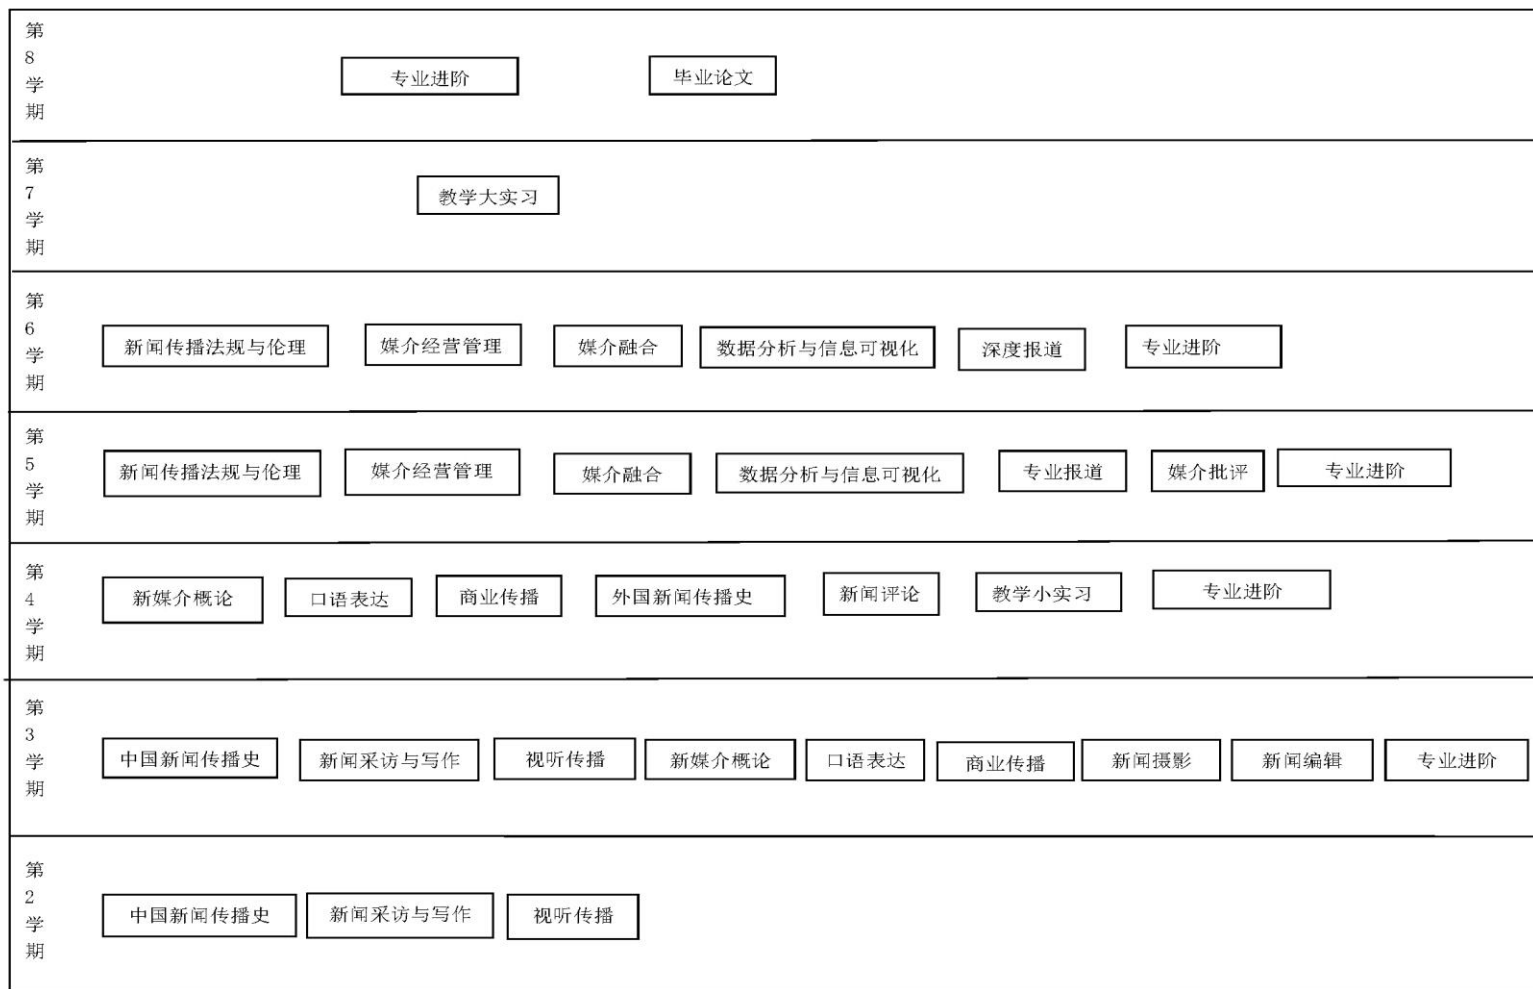 第8学期
专业进阶 毕业论文
第7学期
教学大实习
第6学期
新闻传播法规与伦理 媒介经营管理 媒介融合 数据分析与信息可视化 深度报道 专业进阶
第5学期
新闻传播法规与伦理 媒介经营管理 媒介融合 数据分析与信息可视化 专业报道 媒介批评 专业进阶
第4学期
新媒介概论 口语表达 商业传播 外国新闻传播史 新闻评论 教学小实习 专业进阶
第3学期
中国新闻传播史 新闻采访与写作 视听传播 新媒介概论 口语表达 商业传播 新闻摄影 新闻编辑 专业进阶
第2学期
中国新闻传播史 新闻采访与写作 视听传播